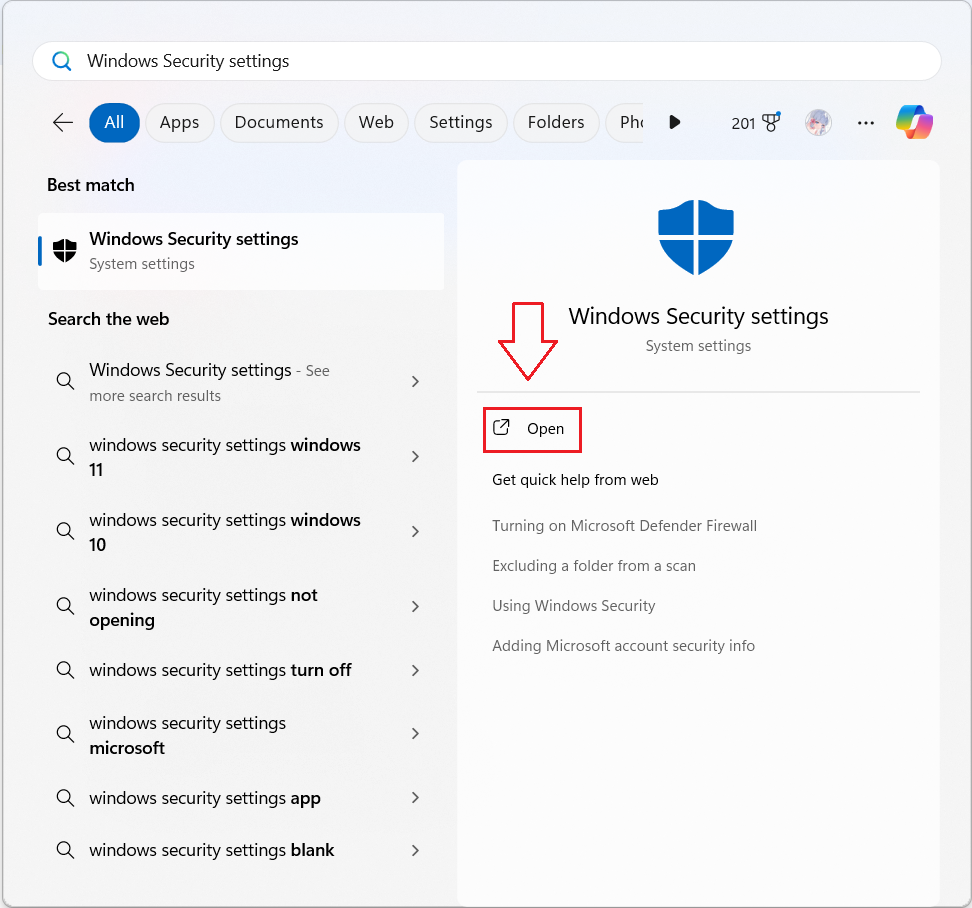 Windows Security settings
All
Apps
Documents
Web
Settings
Folders
Pho
201
Best match
Windows Security settings
System settings
Search the web
Windows Security settings - See
more search results
windows security settings windows
11
windows security settings windows
10
windows security settings not
opening
windows security settings turn off
windows security settings
microsoft
windows security settings app
windows security settings blank
Windows Security settings
System settings
Open
Get quick help from web
Turning on Microsoft Defender Firewall
Excluding a folder from a scan
Using Windows Security
Adding Microsoft account security info